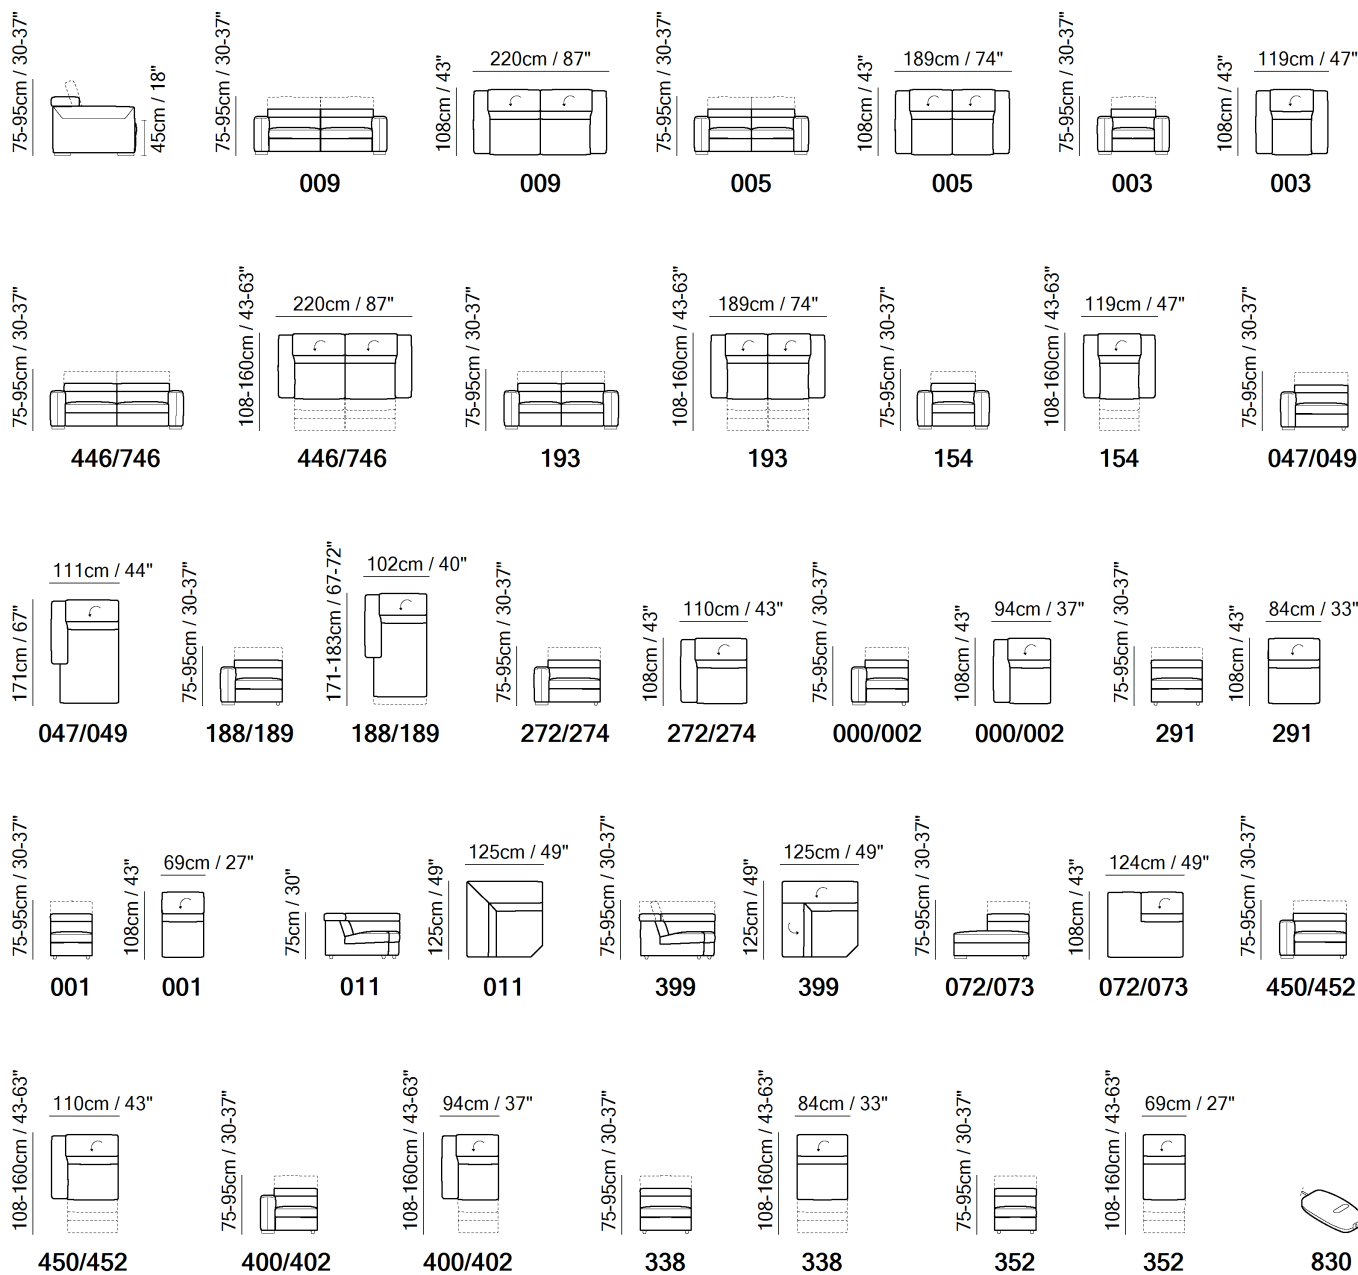 75-95cm / 30-37"
45cm / 18"
75-95cm / 30-37"
009
108cm / 43"
220cm / 87"
009
75-95cm / 30-37"
005
108cm / 43"
189cm / 74"
005
75-95cm / 30-37"
003
108cm / 43"
119cm / 47"
003
75-95cm / 30-37"
446/746
108-160cm / 43-63"
220cm / 87"
446/746
75-95cm / 30-37"
193
108-160cm / 43-63"
189cm / 74"
193
75-95cm / 30-37"
154
108-160cm / 43-63"
119cm / 47"
154
75-95cm / 30-37"
047/049
171cm / 67"
111cm / 44"
047/049
75-95cm / 30-37"
188/189
171-183cm / 67-72"
102cm / 40"
188/189
75-95cm / 30-37"
272/274
108cm / 43"
110cm / 43"
272/274
75-95cm / 30-37"
000/002
108cm / 43"
94cm / 37"
000/002
75-95cm / 30-37"
291
108cm / 43"
84cm / 33"
291
75-95cm / 30-37"
001
108cm / 43"
69cm / 27"
001
75cm / 30"
011
125cm / 49"
125cm / 49"
011
75-95cm / 30-37"
399
125cm / 49"
125cm / 49"
399
75-95cm / 30-37"
072/073
108cm / 43"
124cm / 49"
072/073
75-95cm / 30-37"
450/452
108-160cm / 43-63"
110cm / 43"
450/452
75-95cm / 30-37"
400/402
108-160cm / 43-63"
94cm / 37"
400/402
75-95cm / 30-37"
338
108-160cm / 43-63"
84cm / 33"
338
75-95cm / 30-37"
352
108-160cm / 43-63"
69cm / 27"
352
830